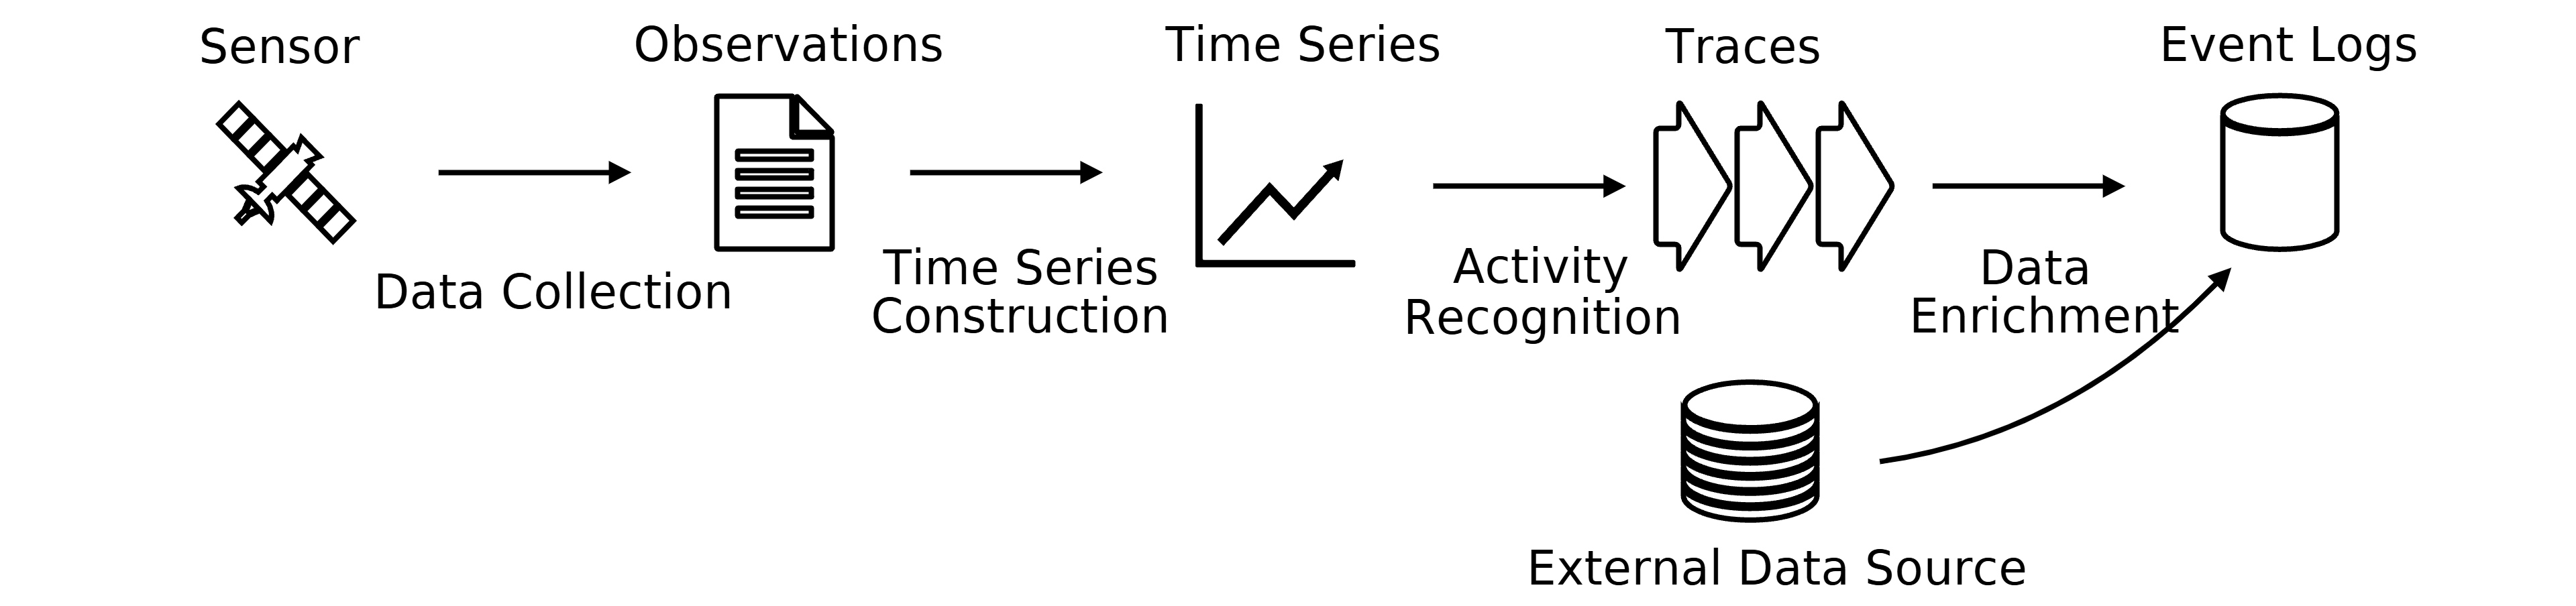 Sensor
Observations
Time Series
Traces
Event Logs
Data Collection
Time Series
Construction
Activity
Recognition
Data
Enrichment
External Data Source